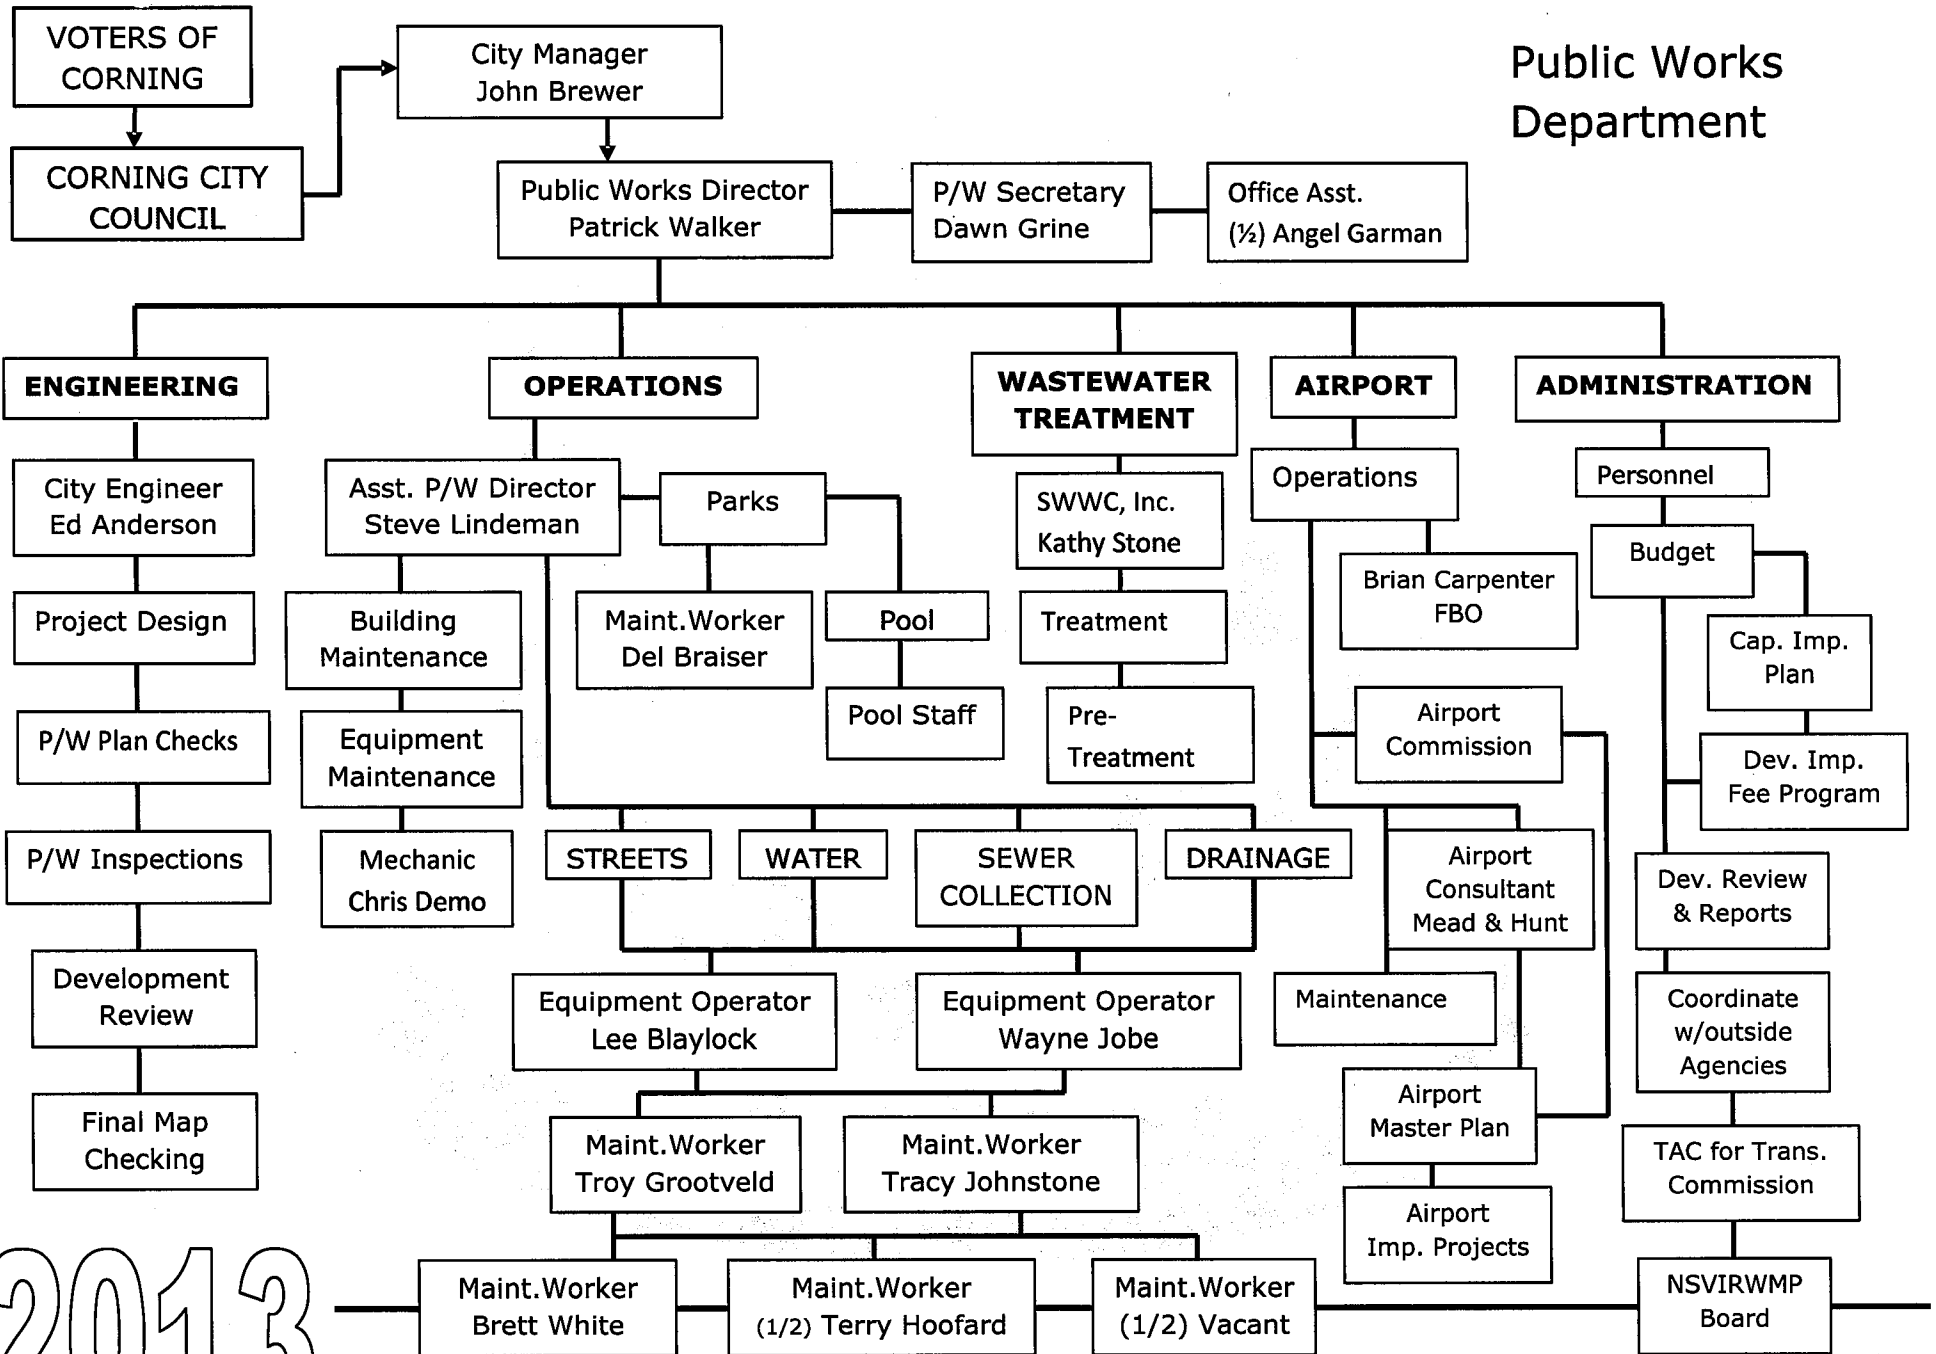 VOTERS OF
CORNING
City Manager
John Brewer
Public Works
Department
CORNING CITY
COUNCIL
Public Works Director
Patrick Walker
P/W Secretary
Dawn Grine
Office Asst.
(½) Angel Garman
ENGINEERING
OPERATIONS
WASTEWATER
TREATMENT
AIRPORT
ADMINISTRATION
City Engineer
Ed Anderson
Project Design
P/W Plan Checks
P/W Inspections
Development
Review
Final Map
Checking
Asst. P/W Director
Steve Lindeman
Parks
Building
Maintenance
Equipment
Maintenance
Mechanic
Chris Demo
Maint.Worker
Del Braiser
Pool
Pool Staff
STREETS
WATER
SEWER
COLLECTION
DRAINAGE
Equipment Operator
Lee Blaylock
Equipment Operator
Wayne Jobe
Maint.Worker
Troy Grootveld
Maint.Worker
Tracy Johnstone
Maint.Worker
Brett White
Maint.Worker
(1/2) Terry Hoofard
Maint.Worker
(1/2) Vacant
SWWC, Inc.
Kathy Stone
Treatment
Pre-
Treatment
Operations
Brian Carpenter
FBO
Airport
Commission
Airport
Consultant
Mead & Hunt
Maintenance
Airport
Master Plan
Airport
Imp. Projects
Personnel
Budget
Cap. Imp.
Plan
Dev. Imp.
Fee Program
Dev. Review
& Reports
Coordinate
w/outside
Agencies
TAC for Trans.
Commission
NSVIRWMP
Board
2013